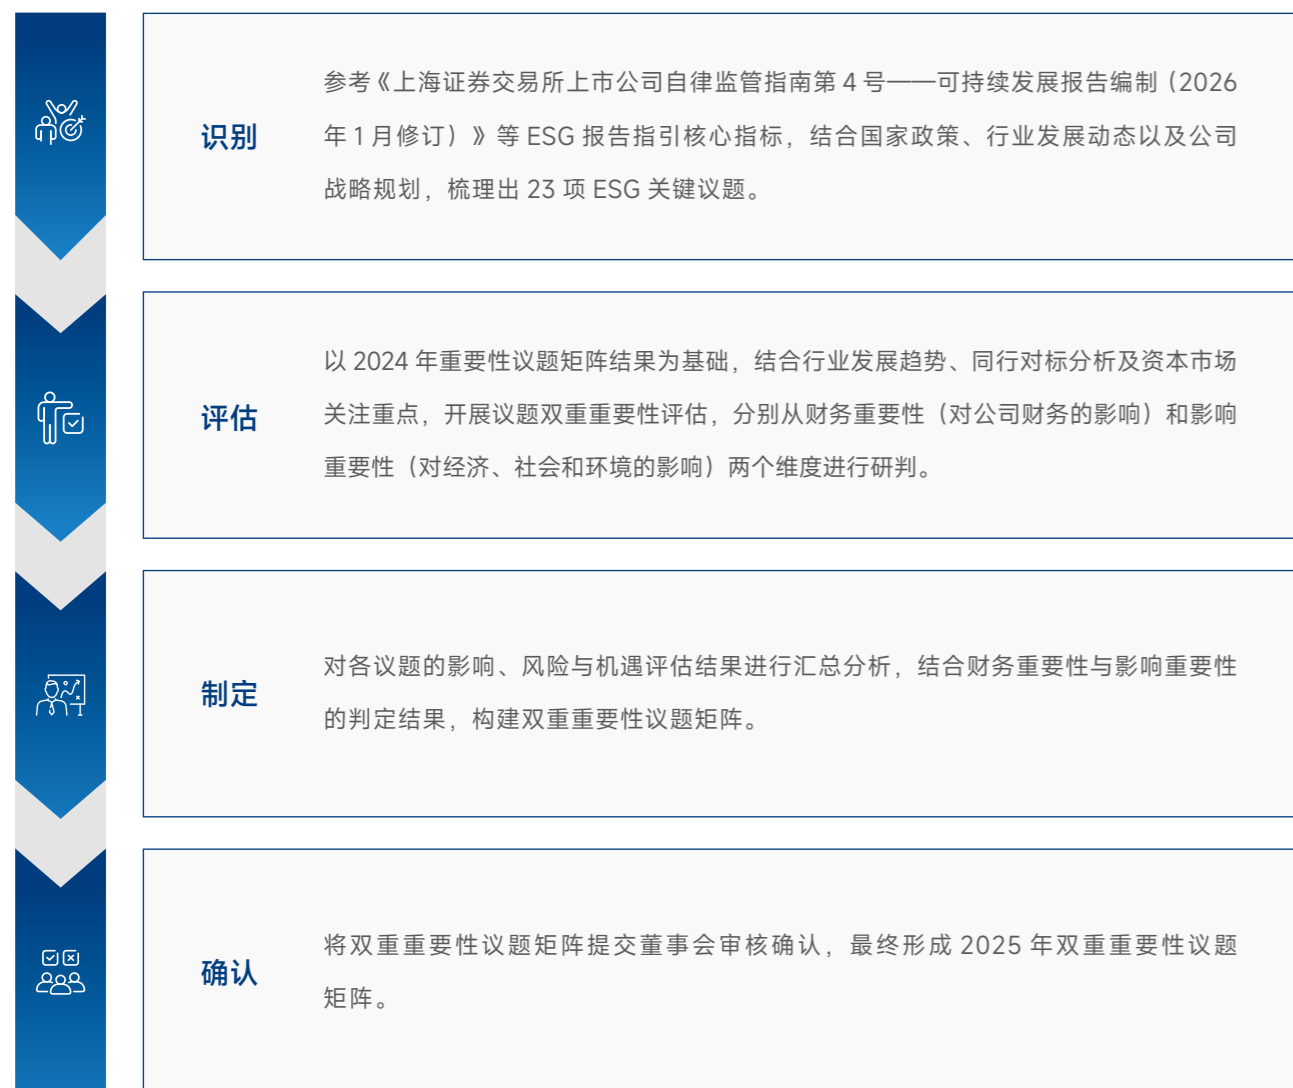 识别
参考《上海证券交易所上市公司自律监管指南第 4 号——可持续发展报告编制（2026
年 1 月修订）》等 ESG 报告指引核心指标，结合国家政策、行业发展动态以及公司
战略规划，梳理出 23 项 ESG 关键议题。
评估
以 2024 年重要性议题矩阵结果为基础，结合行业发展趋势、同行对标分析及资本市场
关注重点，开展议题双重重要性评估，分别从财务重要性（对公司财务的影响）和影响
重要性（对经济、社会和环境的影响）两个维度进行研判。
制定
对各议题的影响、风险与机遇评估结果进行汇总分析，结合财务重要性与影响重要性
的判定结果，构建双重重要性议题矩阵。
确认
将双重重要性议题矩阵提交董事会审核确认，最终形成 2025 年双重重要性议题
矩阵。